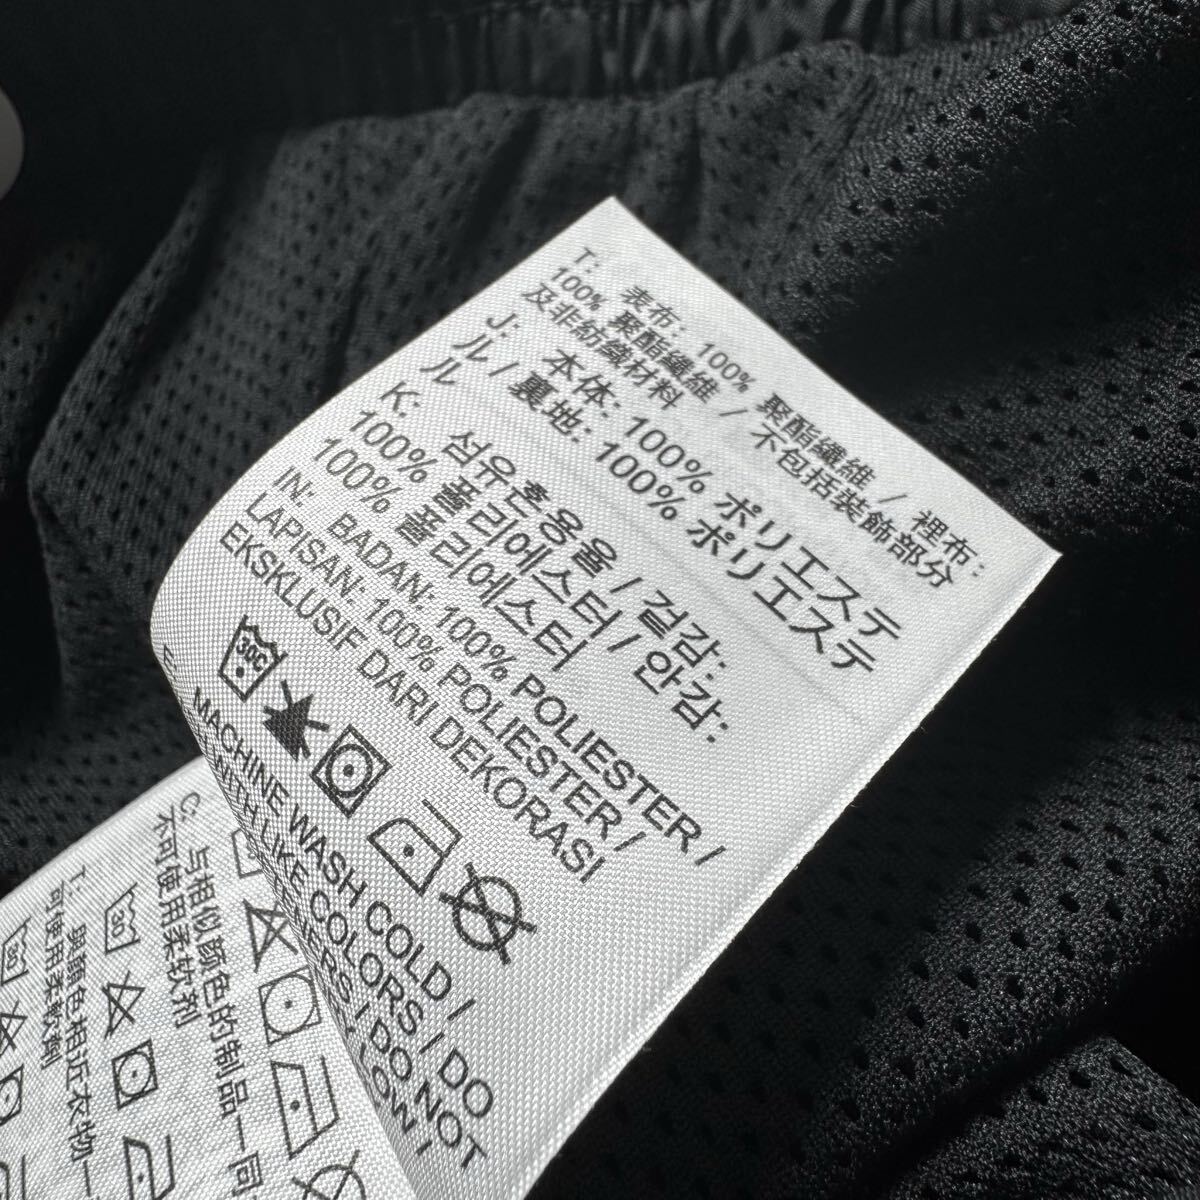 T: 表布: 100% 聚酯纖維 / 裡布:
100% 聚酯纖維 / 不包括裝飾部分
及非紡織材料
J: 本体: 100% ポリエステ
ル / 裏地: 100% ポリエステ
ル
K: 섬유혼용율 / 겉감:
100% 폴리에스터 / 안감:
100% 폴리에스터
IN: BADAN: 100% POLIESTER /
LAPISAN: 100% POLIESTER /
EKSKLUSIF DARI DEKORASI
30C
E: MACHINE WASH COLD /
WITH LIKE COLORS / DO
DO NOT
LOW /
C: 与相似颜色的制品一同
不可使用柔软剂
30
T: 與顏色相近衣物一
可使用柔軟劑
30